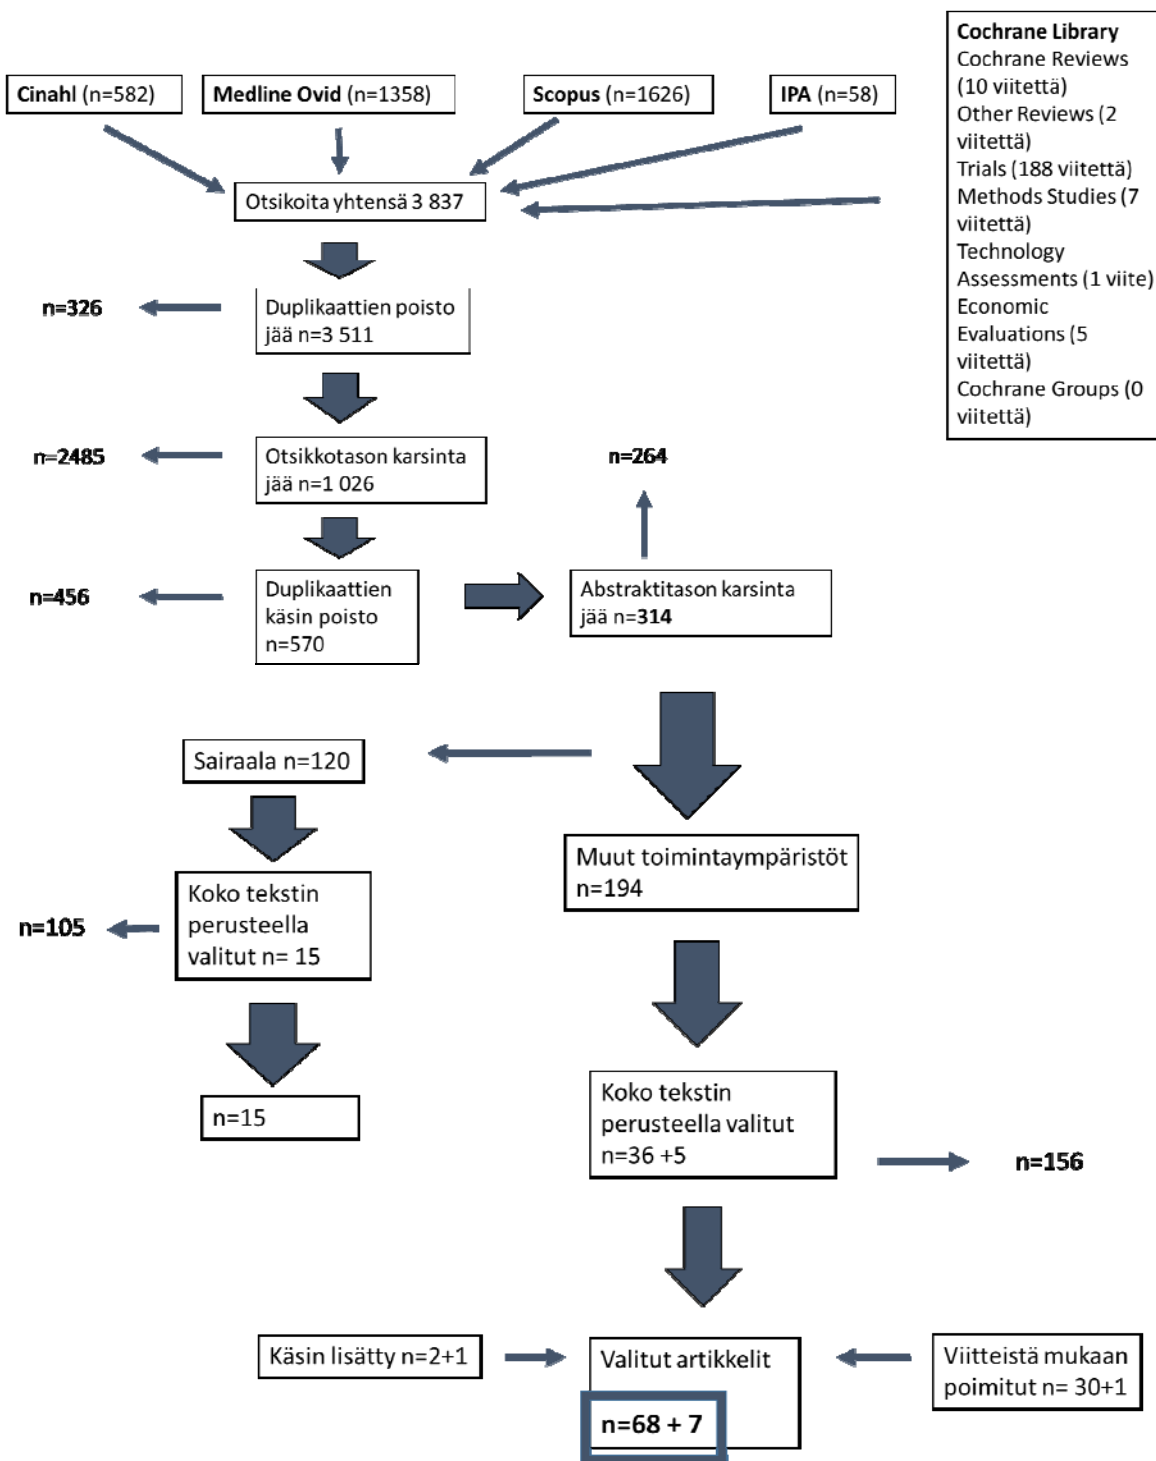 Cinahl (n=582)
Medline Ovid (n=1358)
Scopus (n=1626)
IPA (n=58)
Cochrane Library
Cochrane Reviews
(10 viitettä)
Other Reviews (2
viitettä)
Trials (188 viitettä)
Methods Studies (7
viitettä)
Technology
Assessments (1 viite)
Economic
Evaluations (5
viitettä)
Cochrane Groups (0
viitettä)
Otsikoita yhtensä 3 837
n=326
Duplikaattien poisto
jää n=3 511
n=2485
Otsikkotason karsinta
jää n=1 026
n=264
n=456
Duplikaattien
käsin poisto
n=570
Abstraktitason karsinta
jää n=314
Sairaala n=120
Muut toimintaympäristöt
n=194
n=105
Koko tekstin
perusteella
valitut n= 15
n=15
Koko tekstin
perusteella valitut
n=36 +5
n=156
Käsin lisätty n=2+1
Valitut artikkelit
n=68 + 7
Viitteistä mukaan
poimitut n= 30+1